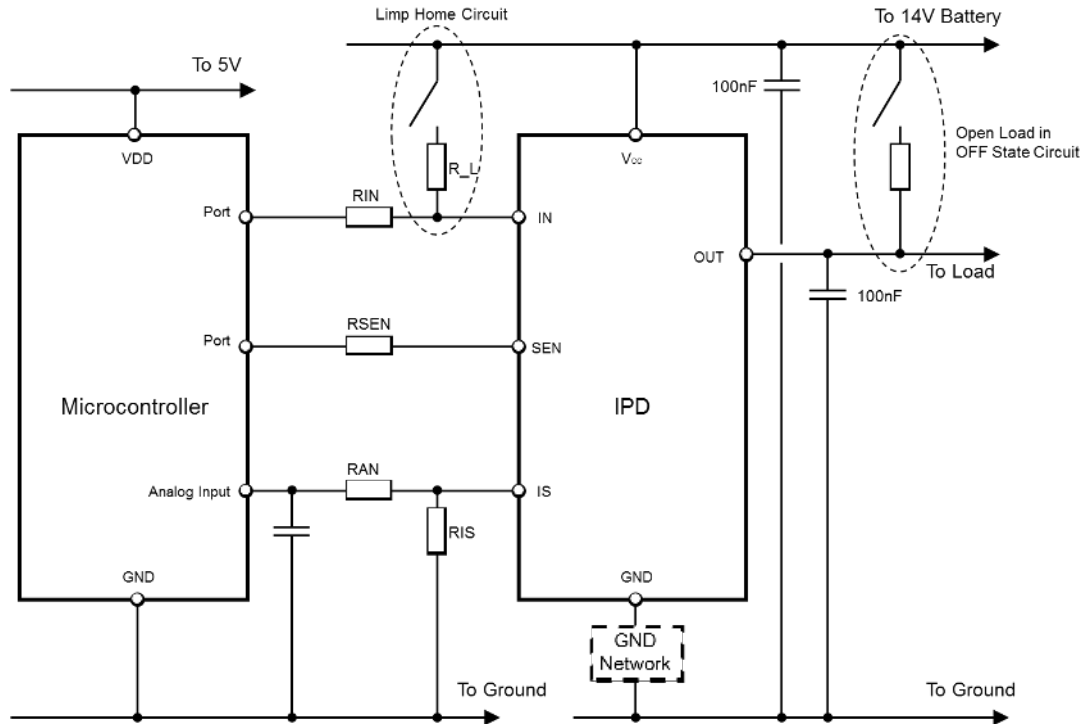 Limp Home Circuit
To 14V Battery
To 5V
100nF
VDD
Vcc
Open Load in
OFF State Circuit
R_L
Port
RIN
IN
OUT
To Load
100nF
Port
RSEN
SEN
Microcontroller
IPD
Analog Input
RAN
IS
RIS
GND
GND
GND
Network
To Ground
To Ground